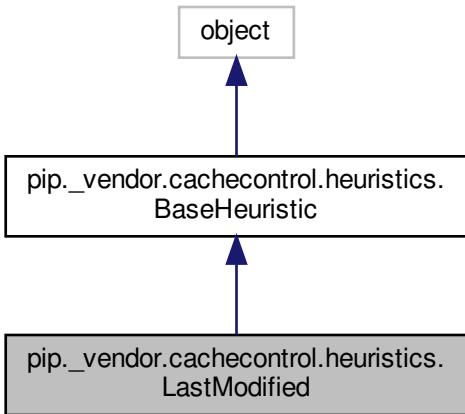 object
pip._vendor.cachecontrol.heuristics.
BaseHeuristic
pip._vendor.cachecontrol.heuristics.
LastModified